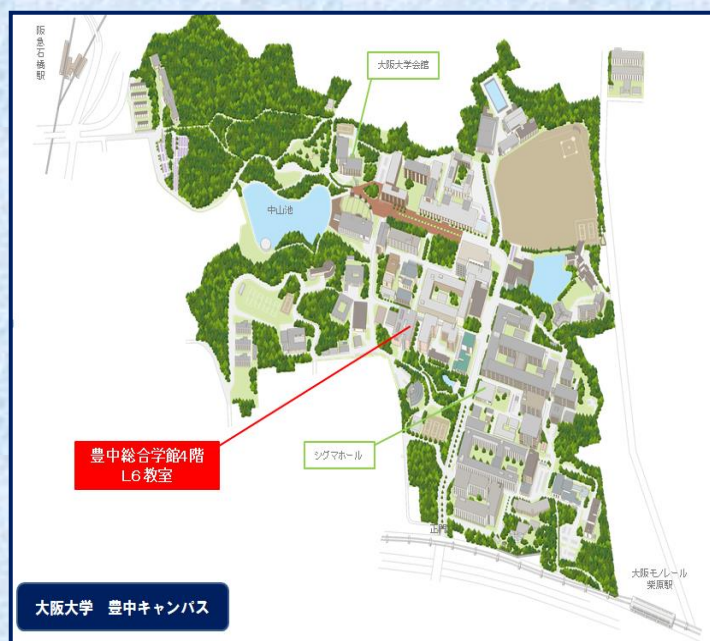 阪急石橋駅
大阪大学会館
中山池
豊中総合学館4階
L6教室
シグマホール
正門
大阪モノレール
柴原駅
大阪大学 豊中キャンパス